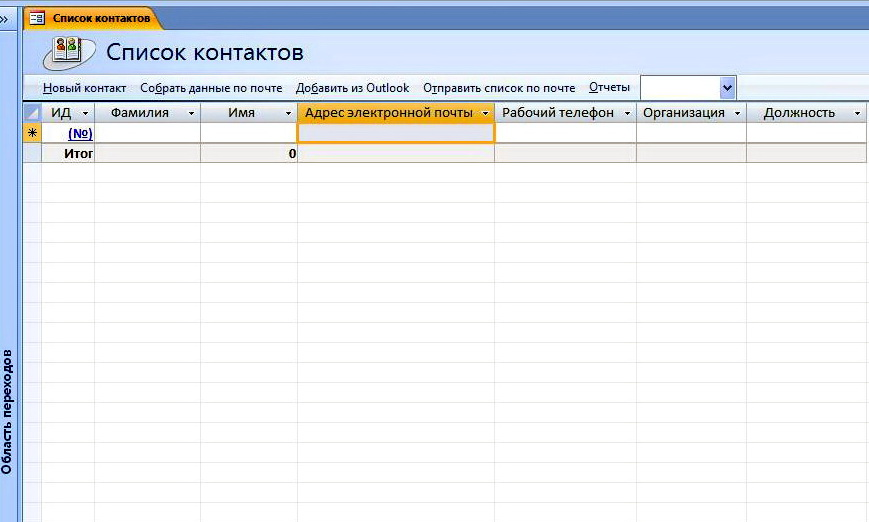 Список контактов
Список контактов
Новый контакт Собрать данные по почте Добавить из Outlook Отправить список по почте Отчеты
ИД Фамилия Имя Адрес электронной почты Рабочий телефон Организация Должность
(№)
Итог 0
Область переходов